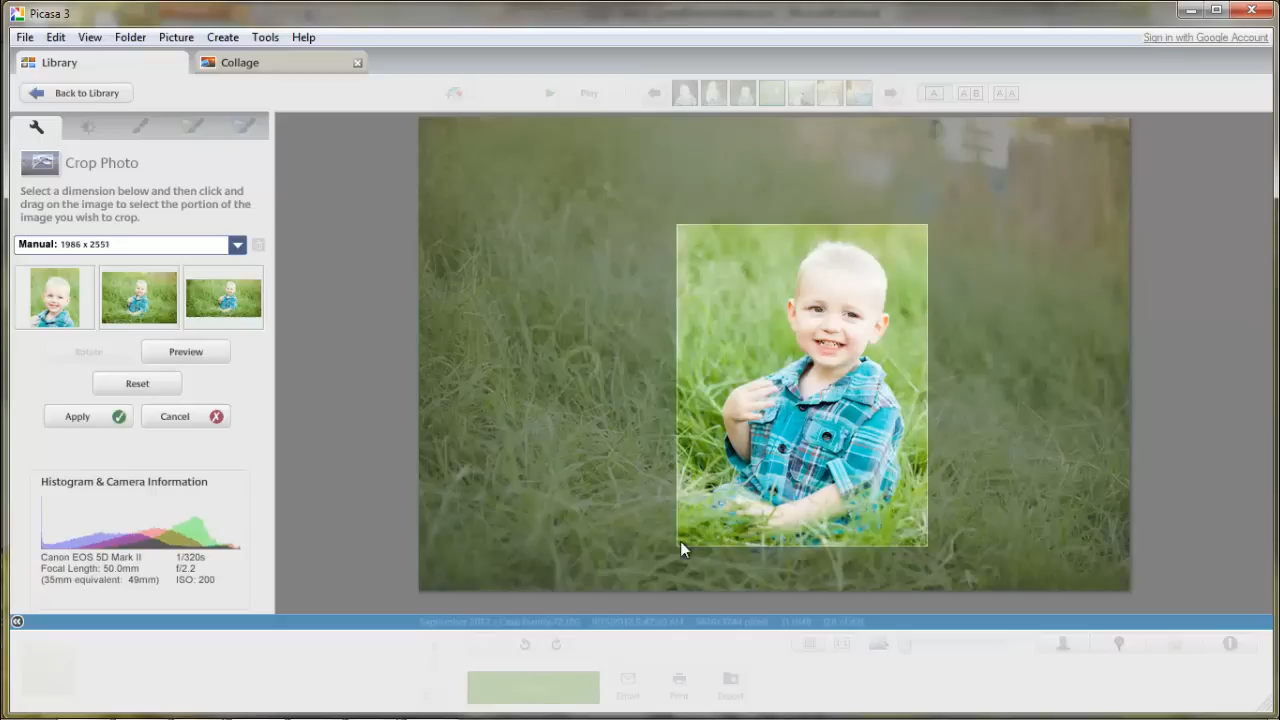 Picasa 3
File Edit View Folder Picture Create Tools Help
Sign in with Google Account
Library Collage
Back to Library
Play
A A B A A
Crop Photo
Select a dimension below and then click and
drag on the image to select the portion of the
image you wish to crop.
Manual: 1986 x 2551
Rotate Preview
Reset
Apply Cancel
Histogram & Camera Information
Canon EOS 5D Mark II 1/320s
Focal Length: 50.0mm f/2.2
(35mm equivalent: 49mm) ISO: 200
Email Print Export